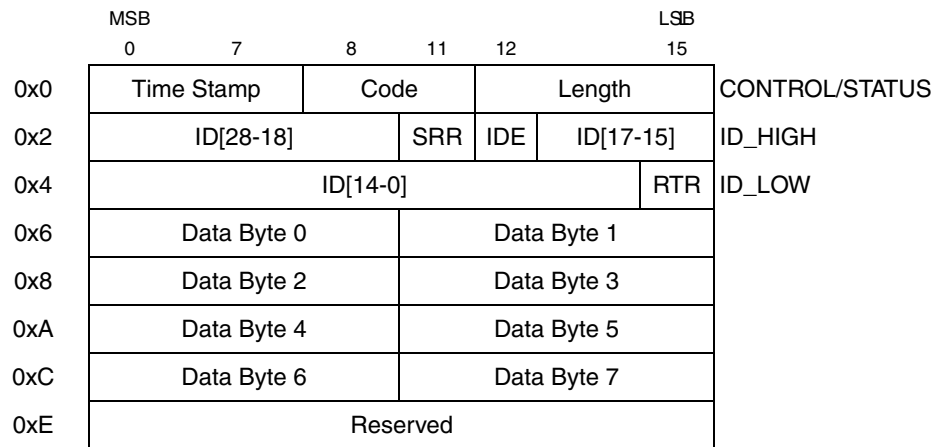 MSB LSB
0 7 8 11 12 15
0x0 Time Stamp Code Length CONTROL/STATUS
0x2 ID[28-18] SRR IDE ID[17-15] ID_HIGH
0x4 ID[14-0] RTR ID_LOW
0x6 Data Byte 0 Data Byte 1
0x8 Data Byte 2 Data Byte 3
0xA Data Byte 4 Data Byte 5
0xC Data Byte 6 Data Byte 7
0xE Reserved